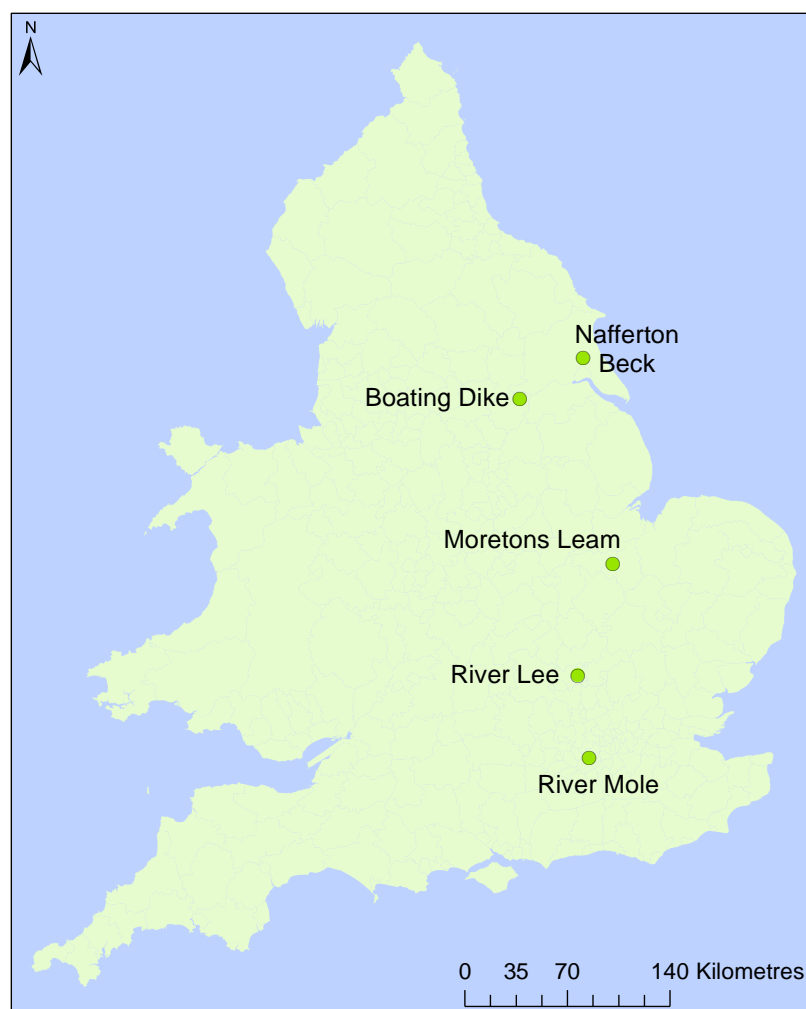 N
Nafferton
Beck
Boating Dike
Moretons Leam
River Lee
River Mole
0 35 70 140 Kilometres